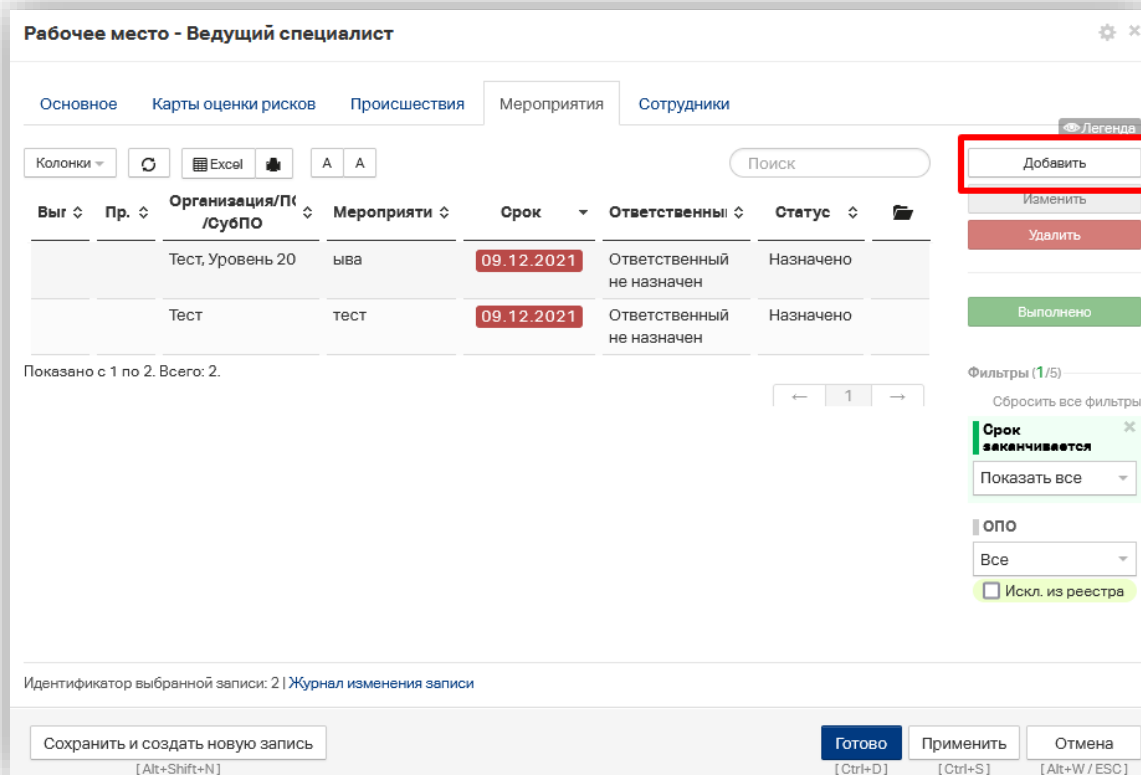 Рабочее место - Ведущий специалист
Основное Карты оценки рисков Происшествия Мероприятия Сотрудники
Легенда
Колонки Excel A A Поиск Добавить
Изменить
Выг Пр. Организация/ПО Мероприяти Срок Ответственны Статус
/СубПО
Удалить
Тест, Уровень 20 ыва 09.12.2021 Ответственный Назначено
не назначен
Тест тест 09.12.2021 Ответственный Назначено
не назначен
Выполнено
Показано с 1 по 2. Всего: 2.
Фильтры (1/5)
← 1 →
Сбросить все фильтры
Срок
заканчивается
Показать все
ОПО
Все
Искл. из реестра
Идентификатор выбранной записи: 2 | Журнал изменения записи
Сохранить и создать новую запись Готово Применить Отмена
[Alt+Shift+N] [Ctrl+D] [Ctrl+S] [Alt+W / ESC]